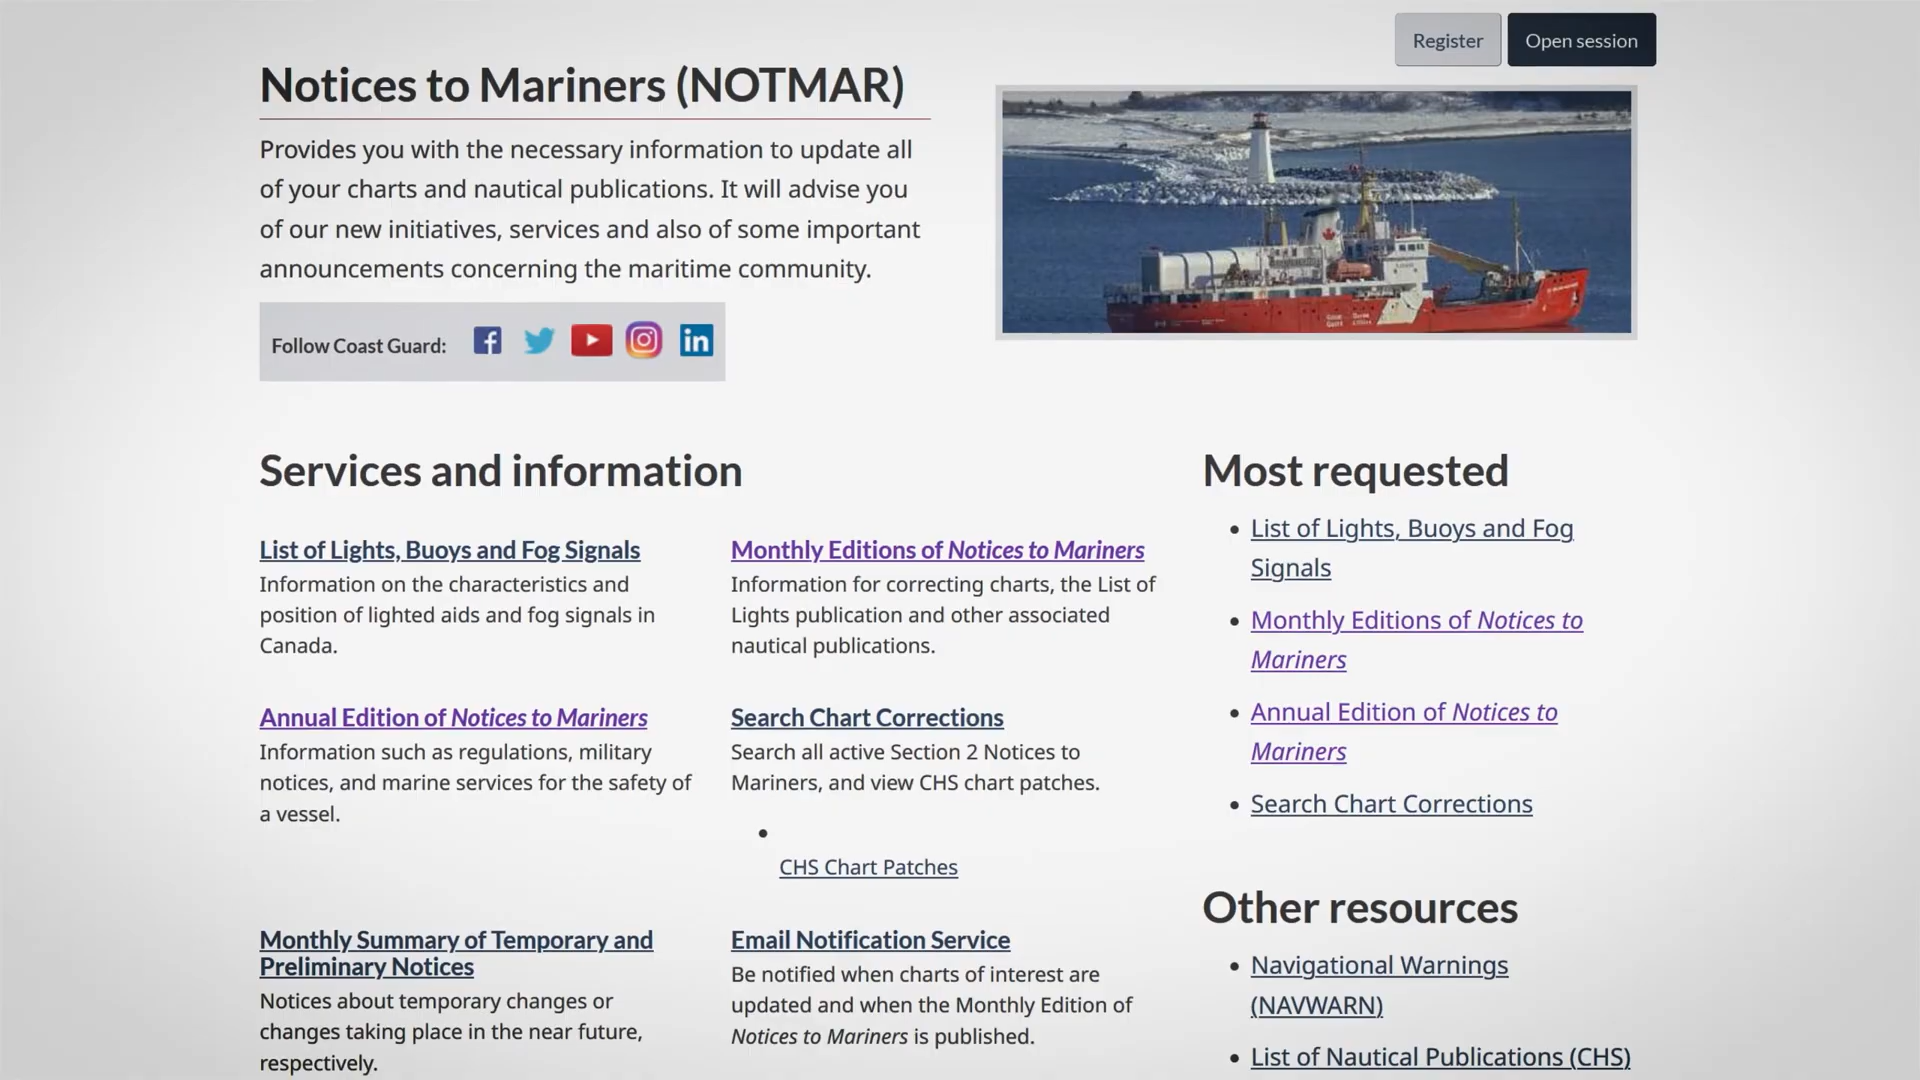 Register
Open session
Notices to Mariners (NOTMAR)
Provides you with the necessary information to update all
of your charts and nautical publications. It will advise you
of our new initiatives, services and also of some important
announcements concerning the maritime community.
Follow Coast Guard:
Services and information
List of Lights, Buoys and Fog Signals
Information on the characteristics and
position of lighted aids and fog signals in
Canada.
Monthly Editions of Notices to Mariners
Information for correcting charts, the List of
Lights publication and other associated
nautical publications.
Annual Edition of Notices to Mariners
Information such as regulations, military
notices, and marine services for the safety of
a vessel.
Search Chart Corrections
Search all active Section 2 Notices to
Mariners, and view CHS chart patches.
CHS Chart Patches
Monthly Summary of Temporary and
Preliminary Notices
Notices about temporary changes or
changes taking place in the near future,
respectively.
Email Notification Service
Be notified when charts of interest are
updated and when the Monthly Edition of
Notices to Mariners is published.
Most requested
List of Lights, Buoys and Fog
Signals
Monthly Editions of Notices to
Mariners
Annual Edition of Notices to
Mariners
Search Chart Corrections
Other resources
Navigational Warnings
(NAVWARN)
List of Nautical Publications (CHS)